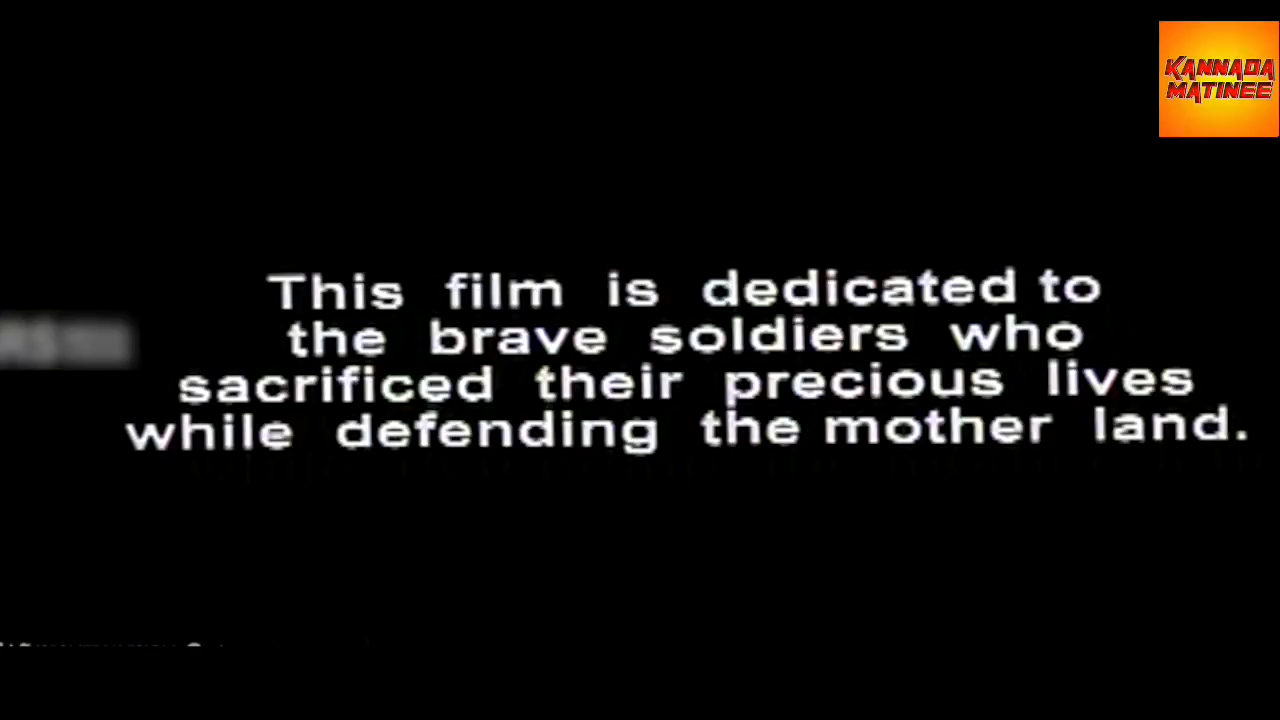 KANNADA
MATINEE
This film is dedicated to
the brave soldiers who
sacrificed their precious lives
while defending the mother land.